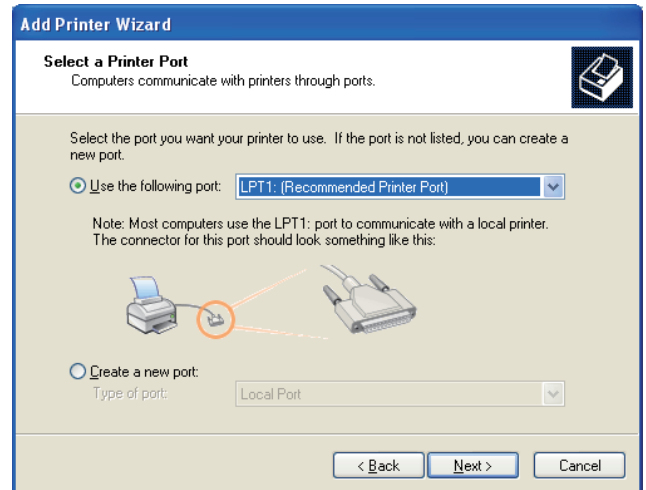 Add Printer Wizard
Select a Printer Port
Computers communicate with printers through ports.
Select the port you want your printer to use. If the port is not listed, you can create a
new port.
Use the following port: LPT1: (Recommended Printer Port)
Note: Most computers use the LPT1: port to communicate with a local printer.
The connector for this port should look something like this:
Create a new port:
Type of port: Local Port
< Back Next > Cancel